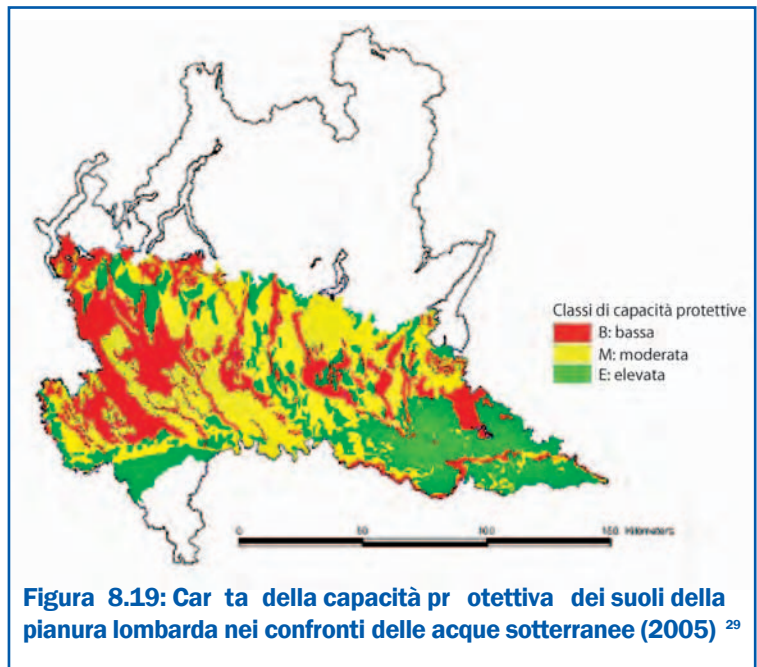 Classi di capacità protettive
B: bassa
M: moderata
E: elevata
0 50 100 150 Kilometers
Figura 8.19: Car ta della capacità pr otettiva dei suoli della
pianura lombarda nei confronti delle acque sotterranee (2005) 29